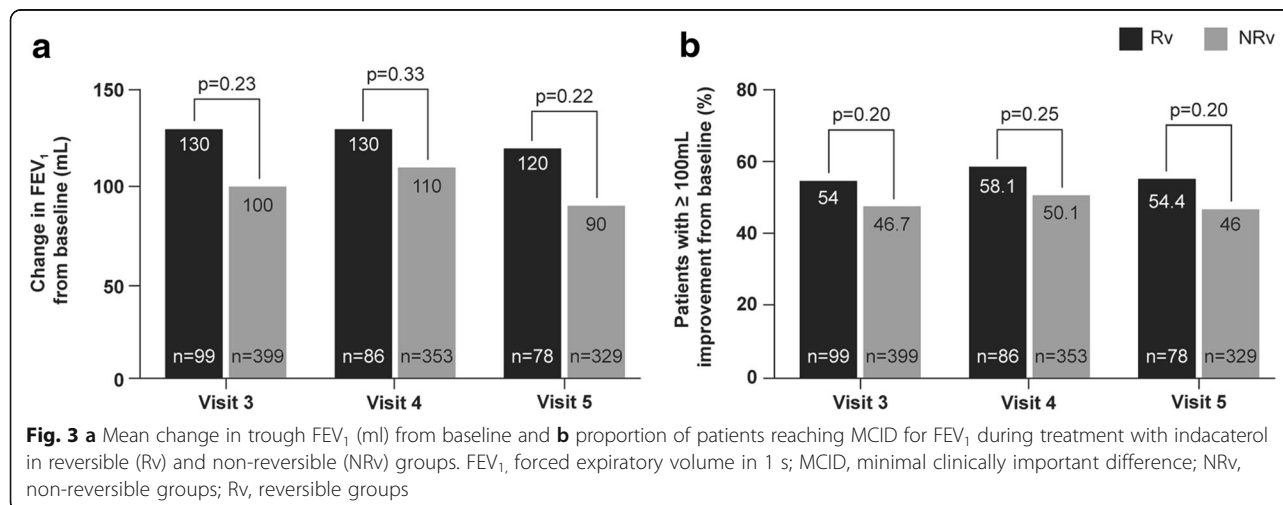 a
Change in FEV₁
from baseline (mL)
150
100
50
0
p=0.23
p=0.33
p=0.22
130
100
130
110
120
90
n=99
n=399
n=86
n=353
n=78
n=329
Visit 3
Visit 4
Visit 5
b
Rv
NRv
Patients with ≥ 100mL
improvement from baseline (%)
80
60
40
20
0
p=0.20
p=0.25
p=0.20
54
46.7
58.1
50.1
54.4
46
n=99
n=399
n=86
n=353
n=78
n=329
Visit 3
Visit 4
Visit 5
Fig. 3 a Mean change in trough FEV₁ (ml) from baseline and b proportion of patients reaching MCID for FEV₁ during treatment with indacaterol
in reversible (Rv) and non-reversible (NRv) groups. FEV₁, forced expiratory volume in 1 s; MCID, minimal clinically important difference; NRv,
non-reversible groups; Rv, reversible groups